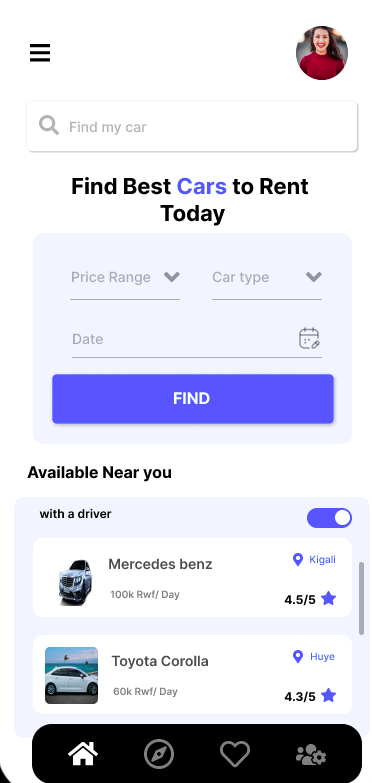 Find my car
Find Best Cars to Rent
Today
Price Range
Car type
Date
FIND
Available Near you
with a driver
Mercedes benz
Kigali
100k Rwf/ Day
4.5/5
Toyota Corolla
Huye
60k Rwf/ Day
4.3/5